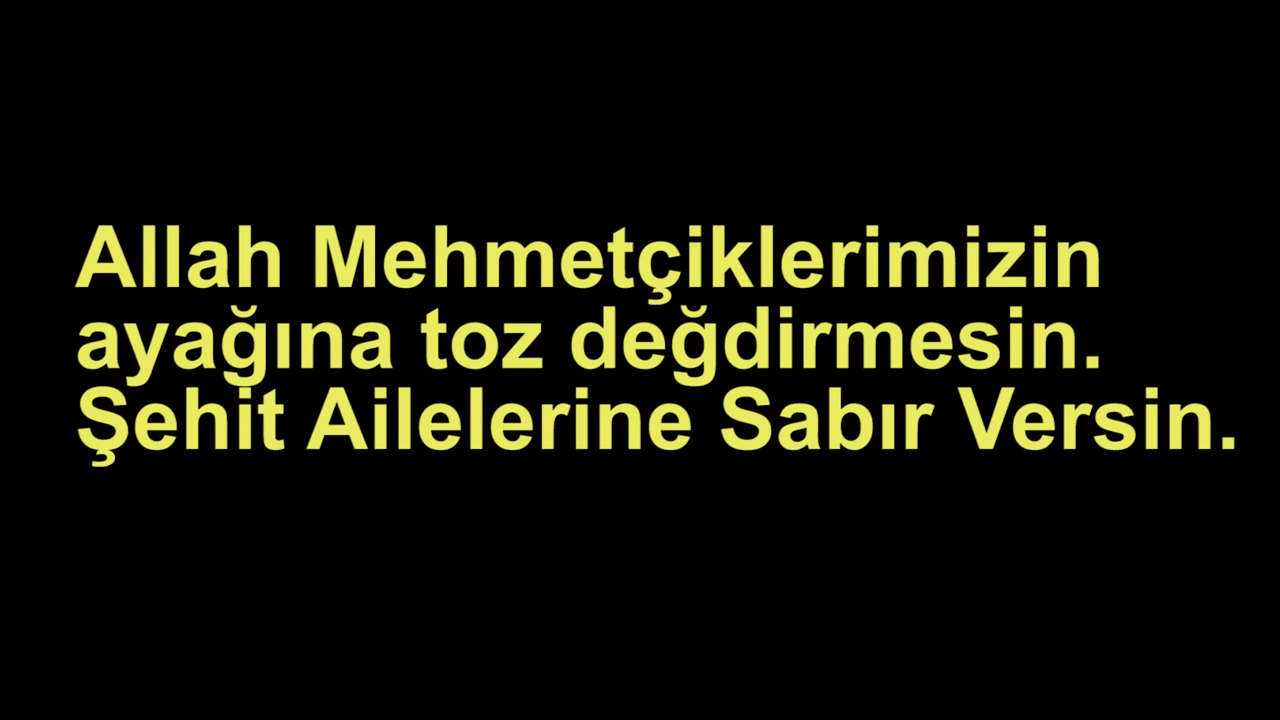 Allah Mehmetçiklerimizin
ayağına toz değdirmesin.
Şehit Ailelerine Sabır Versin.